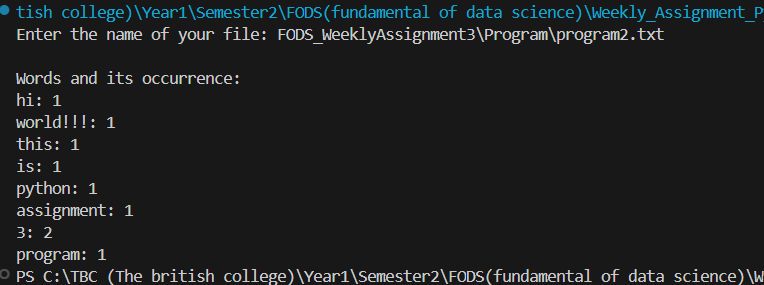 tish college)\Year1\Semester2\FODS(fundamental of data science)\Weekly_Assignment_P
Enter the name of your file: FODS_WeeklyAssignment3\Program\program2.txt
Words and its occurrence:
hi: 1
world!!!: 1
this: 1
is: 1
python: 1
assignment: 1
3: 2
program: 1
PS C:\TBC (The british college)\Year1\Semester2\FODS(fundamental of data science)\W